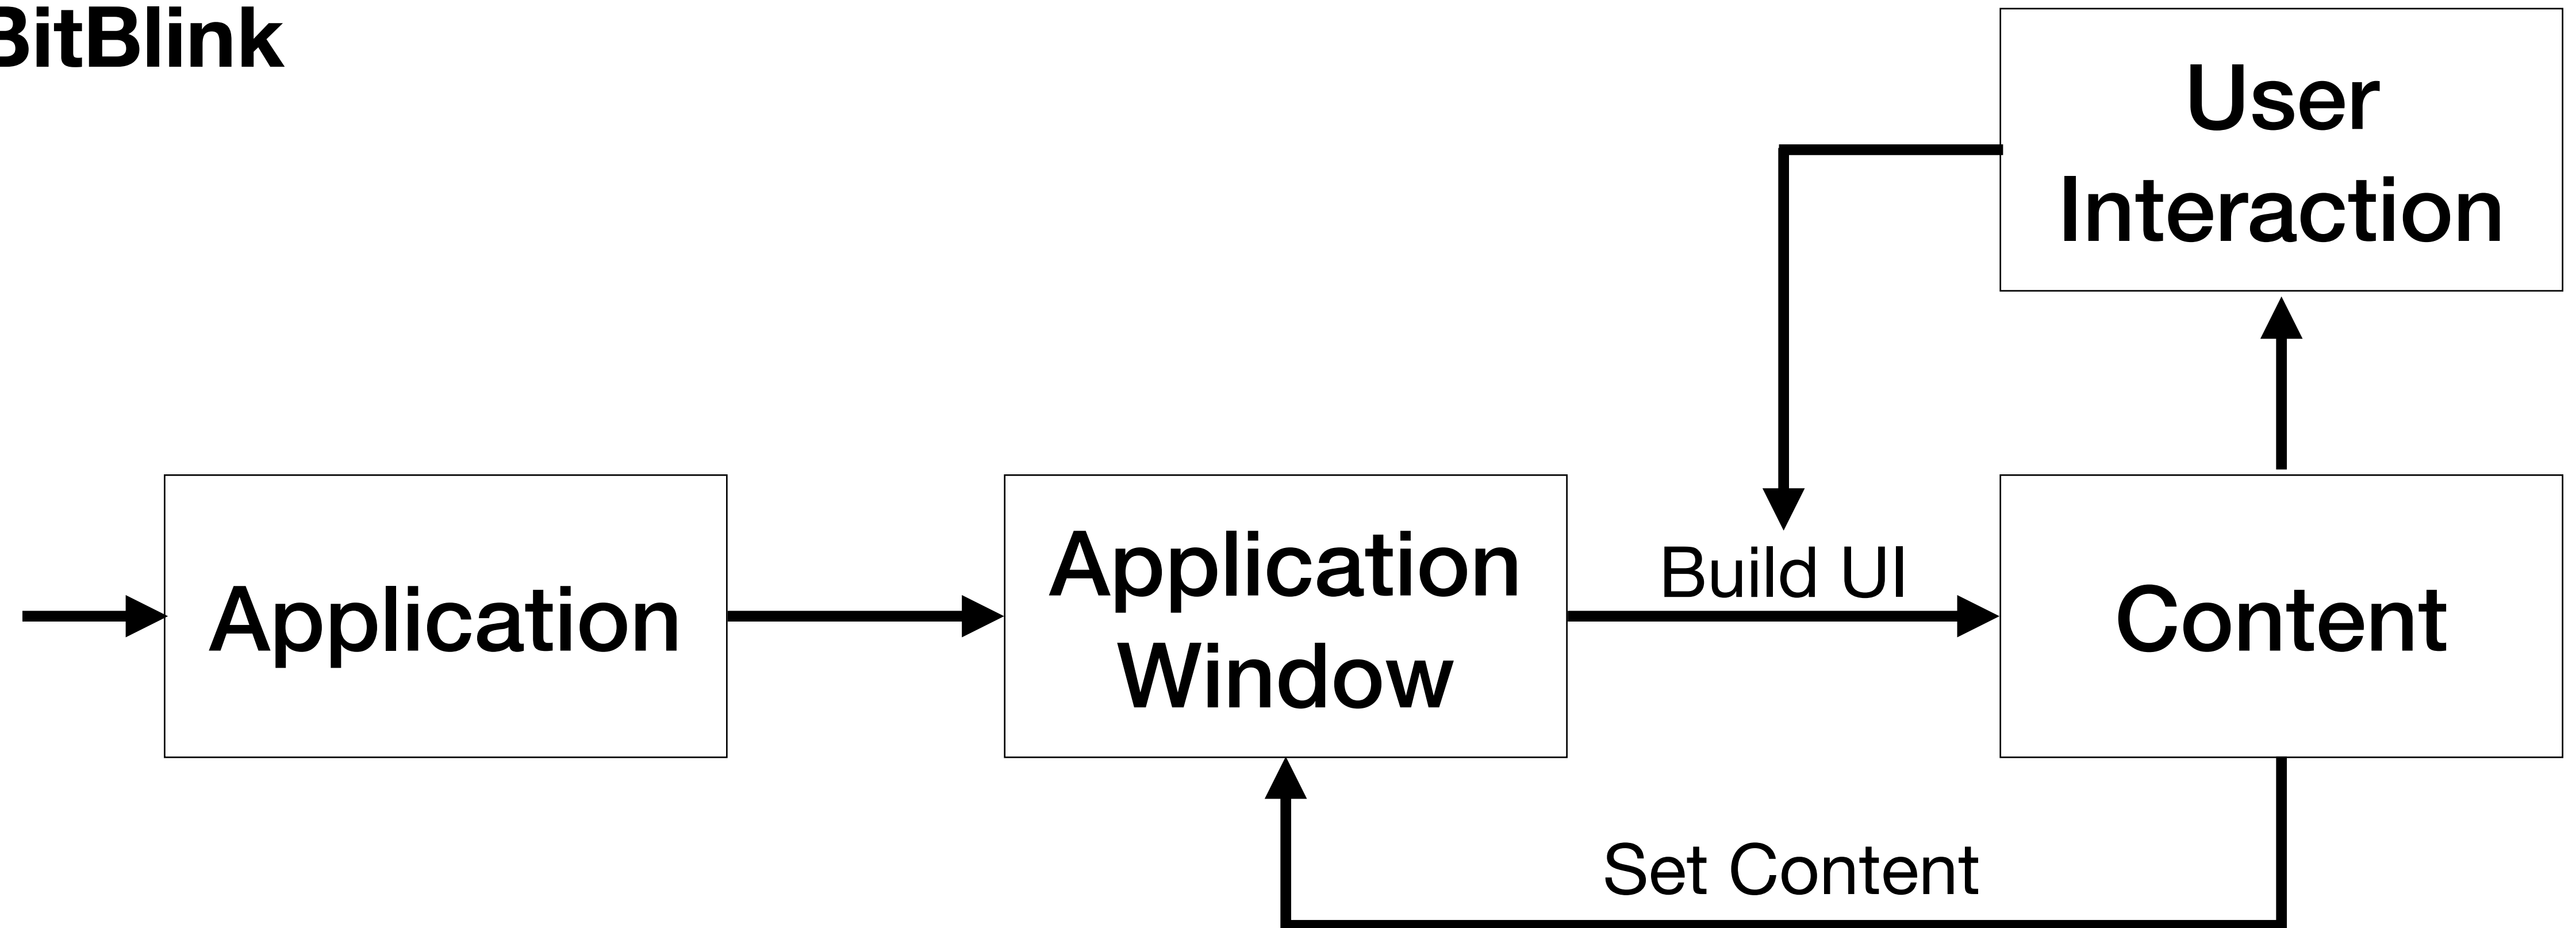 BitBlink
User
Interaction
Build UI
Application
Application
Window
Content
Set Content